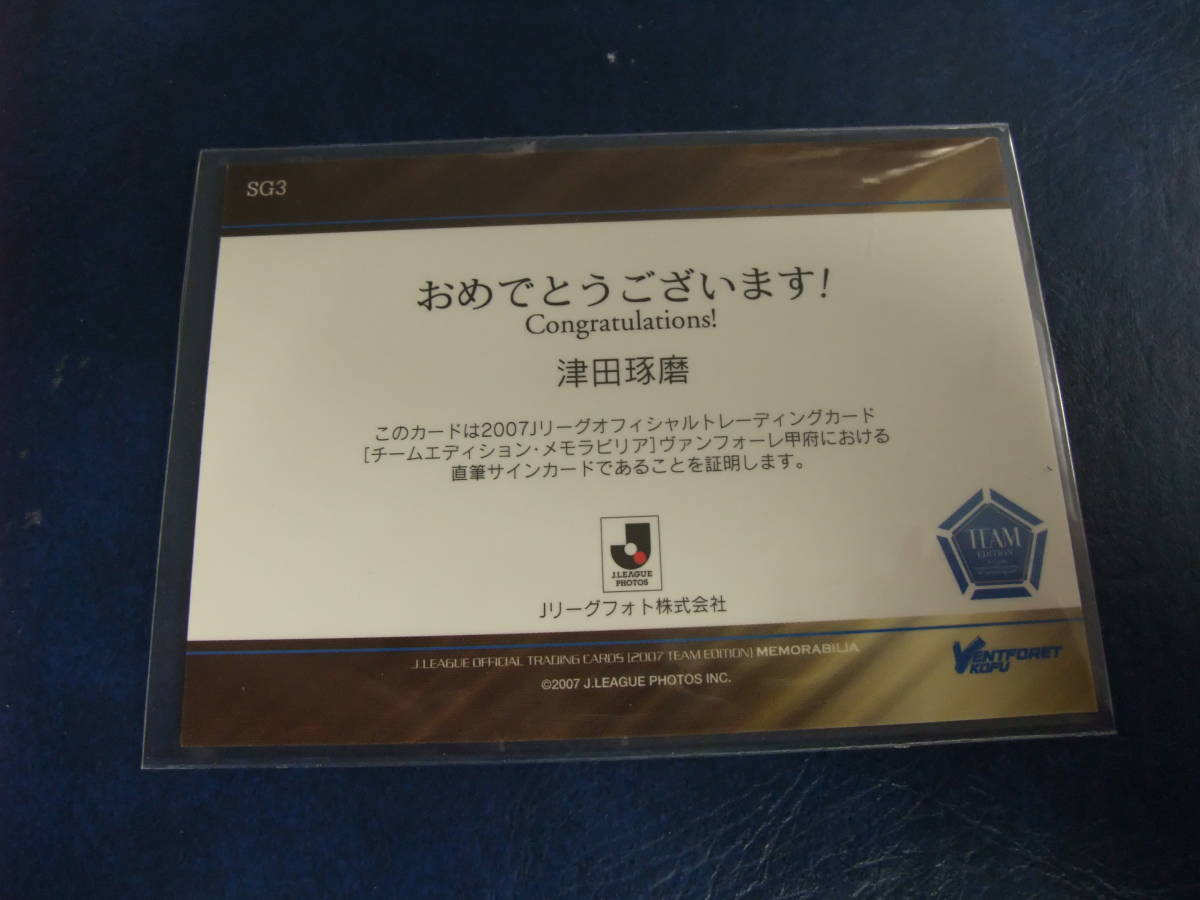 SG3
おめでとうございます!
Congratulations!
津田琢磨
このカードは2007Jリーグオフィシャルトレーディングカード
[チームエディション・メモラビリア]ヴァンフォーレ甲府における
直筆サインカードであることを証明します。
J.LEAGUE
PHOTOS
Jリーグフォト株式会社
TEAM
EDITION
J.LEAGUE OFFICIAL TRADING CARDS [2007 TEAM EDITION] MEMORABILIA
©2007 J.LEAGUE PHOTOS INC.
VENTFORET
KOFU